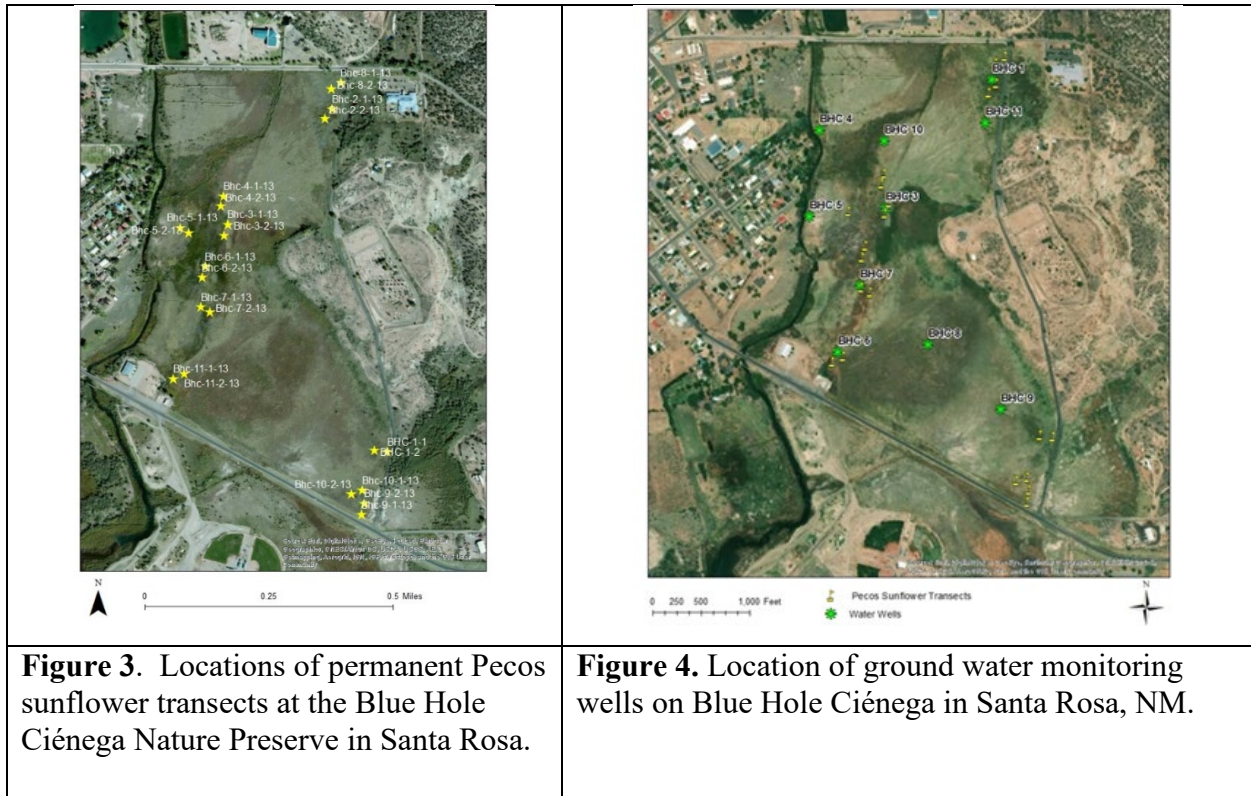 Bhc-8-1-13
Bhc-8-2-13
Bhc-2-1-13
Bhc-2-2-13
Bhc-4-1-13
Bhc-4-2-13
Bhc-5-1-13
Bhc-3-1-13
Bhc-5-2-13
Bhc-3-2-13
Bhc-6-1-13
Bhc-6-2-13
Bhc-7-1-13
Bhc-7-2-13
Bhc-11-1-13
Bhc-11-2-13
BHC-1-1
BHC-1-2
Bhc-10-1-13
Bhc-10-2-13
Bhc-9-2-13
Bhc-9-1-13
N
0 0.25 0.5 Miles
BHC 1
BHC 11
BHC 4
BHC 10
BHC 3
BHC 5
BHC 7
BHC 6
BHC 8
BHC 9
0 250 500 1,000 Feet
Pecos Sunflower Transects
Water Wells
N
Figure 3. Locations of permanent Pecos
sunflower transects at the Blue Hole
Ciénega Nature Preserve in Santa Rosa.
Figure 4. Location of ground water monitoring
wells on Blue Hole Ciénega in Santa Rosa, NM.